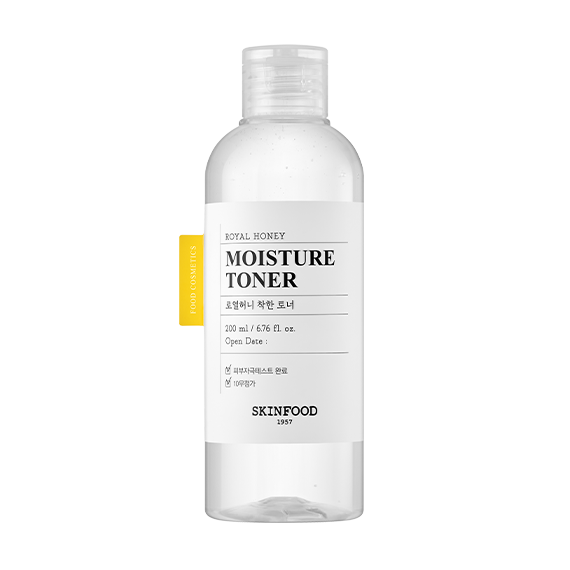 ROYAL HONEY
MOISTURE
TONER
로열허니 착한 토너
200 ml / 6.76 fl. oz.
Open Date :
피부자극테스트 완료
10무첨가
SKINFOOD
1957
FOOD COSMETICS